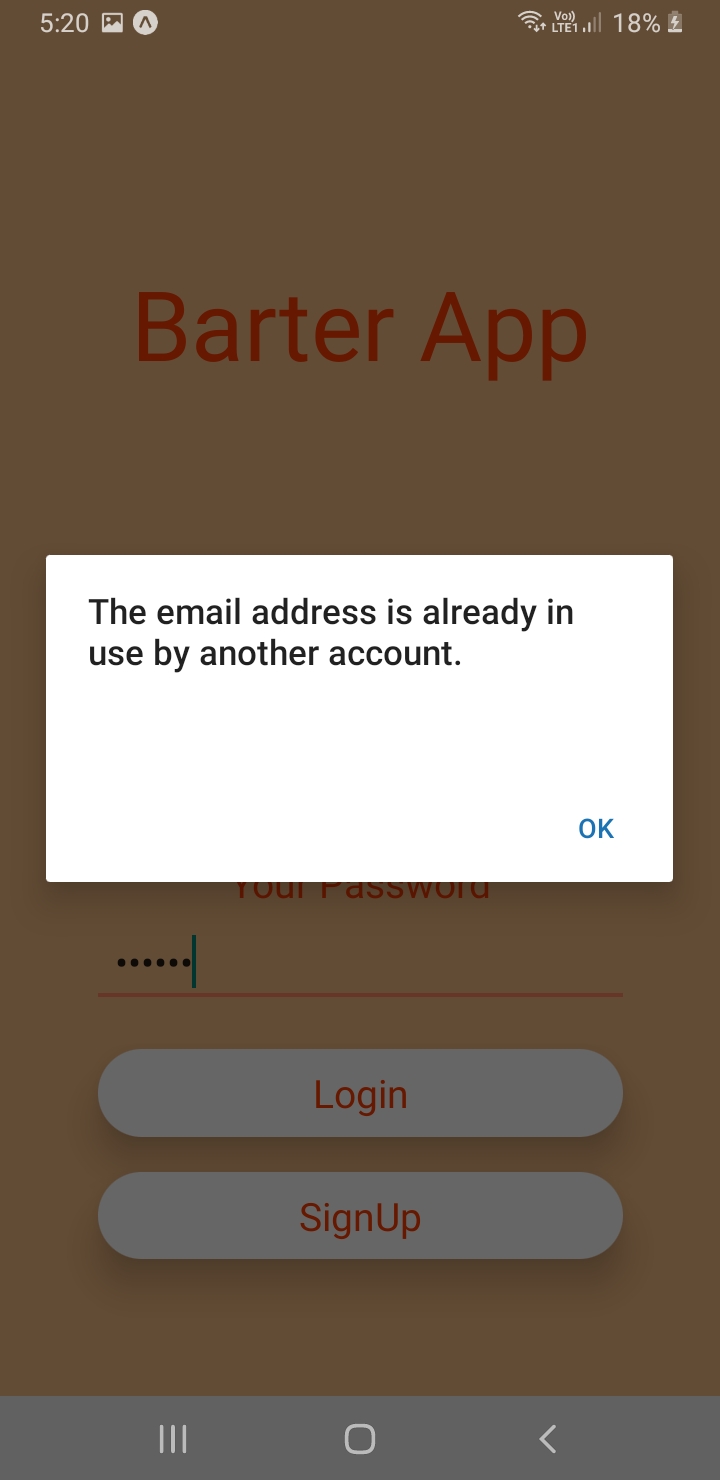 5:20 Vo)) LTE1 18%
Barter App
The email address is already in
use by another account.
OK
Your Password
••••••
Login
SignUp